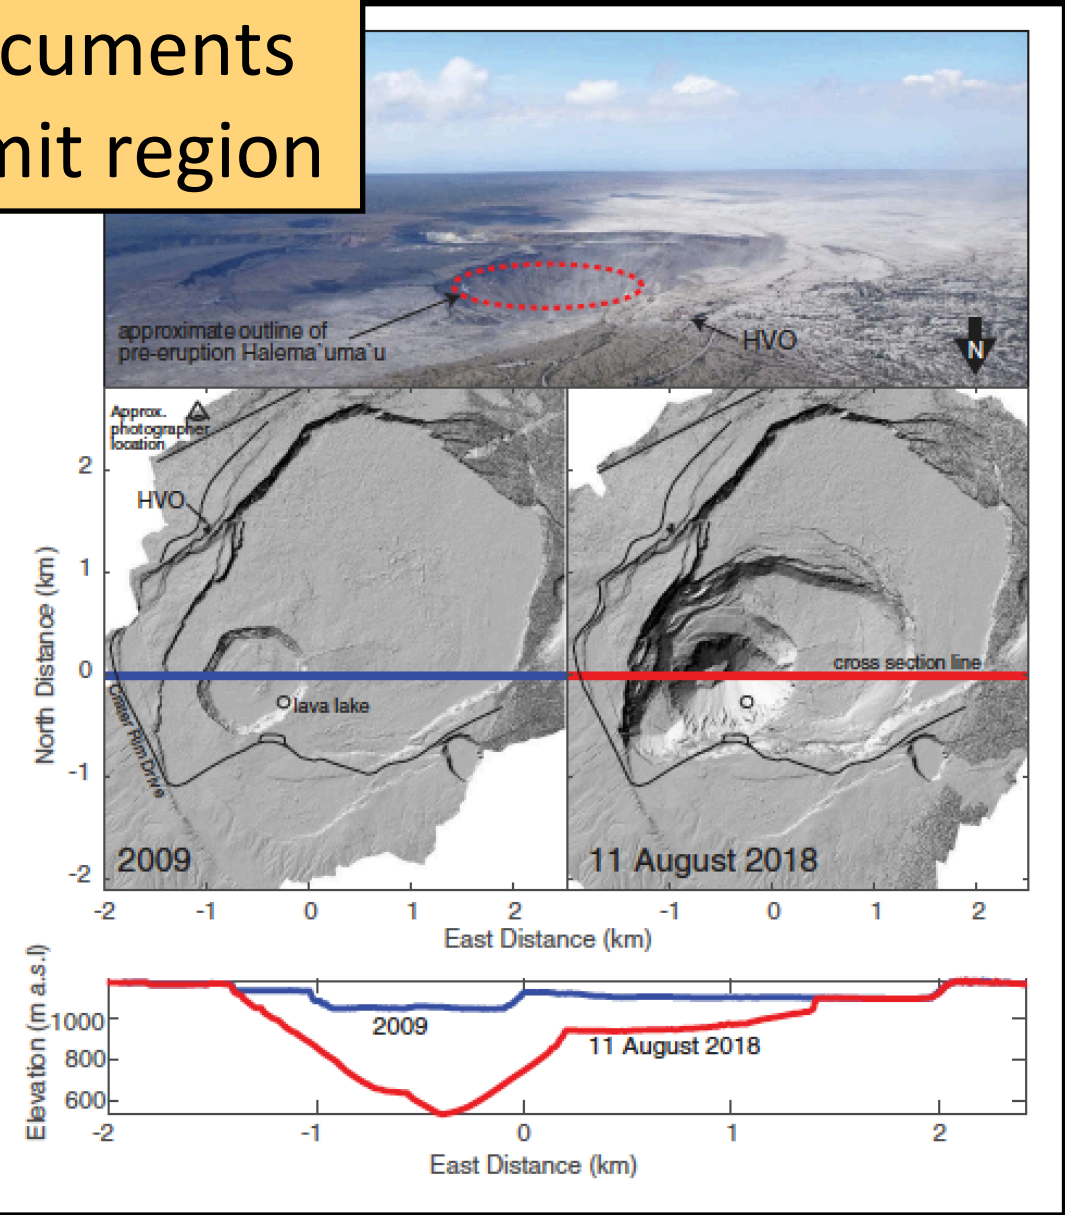 cuments
mit region
approximate outline of
pre-eruption Halema`uma`u
HVO
N
Approx.
photographer
location
HVO
lava lake
Crater Rim Drive
2009
cross section line
11 August 2018
North Distance (km)
2
1
0
-1
-2
-2 -1 0 1 2 -1 0 1 2
East Distance (km)
Elevation (m a.s.l)
1000
800
600
2009
11 August 2018
-2 -1 0 1 2
East Distance (km)